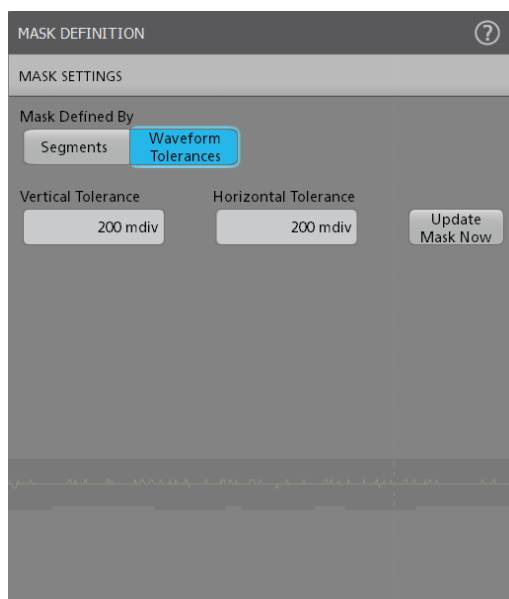 MASK DEFINITION
?
MASK SETTINGS
Mask Defined By
Segments
Waveform
Tolerances
Vertical Tolerance
Horizontal Tolerance
200 mdiv
200 mdiv
Update
Mask Now